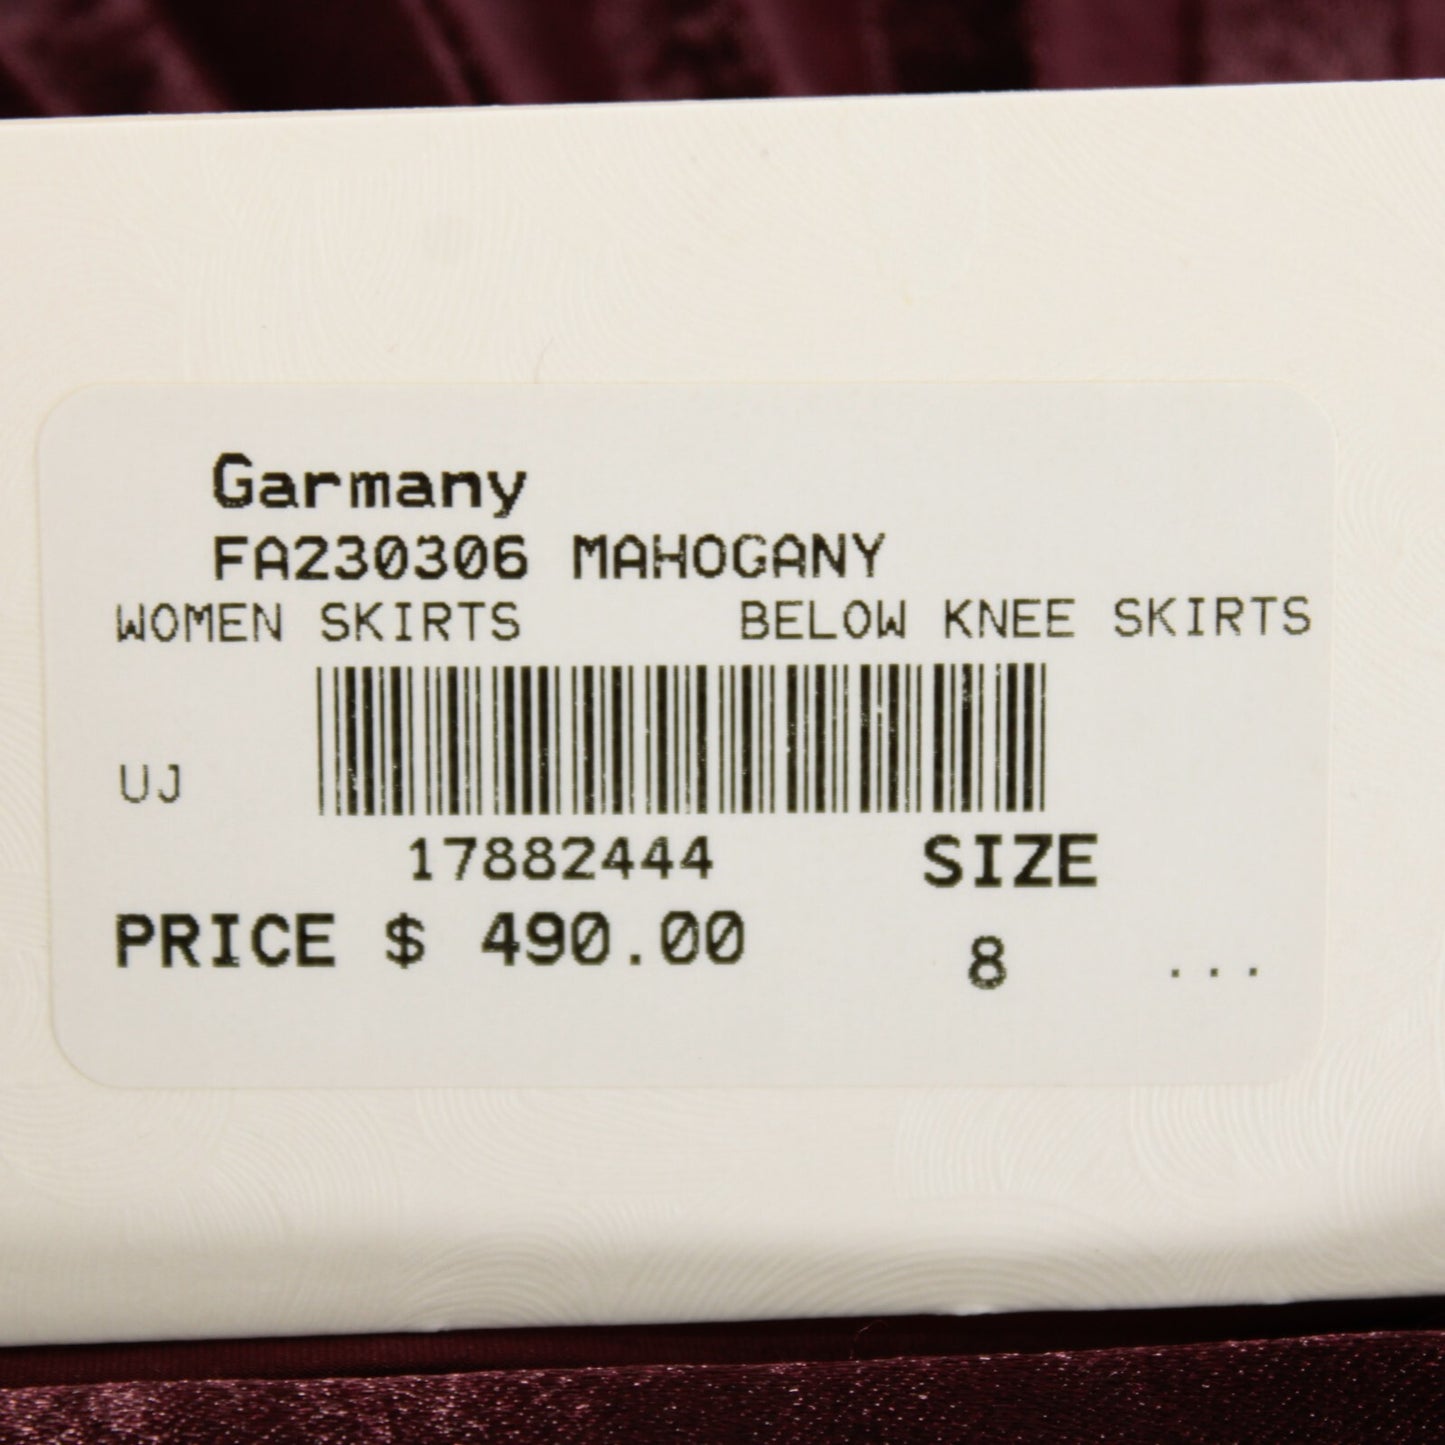 Garmany
FA230306 MAHOGANY
WOMEN SKIRTS BELOW KNEE SKIRTS
UJ
17882444 SIZE
PRICE $ 490.00 8 ...